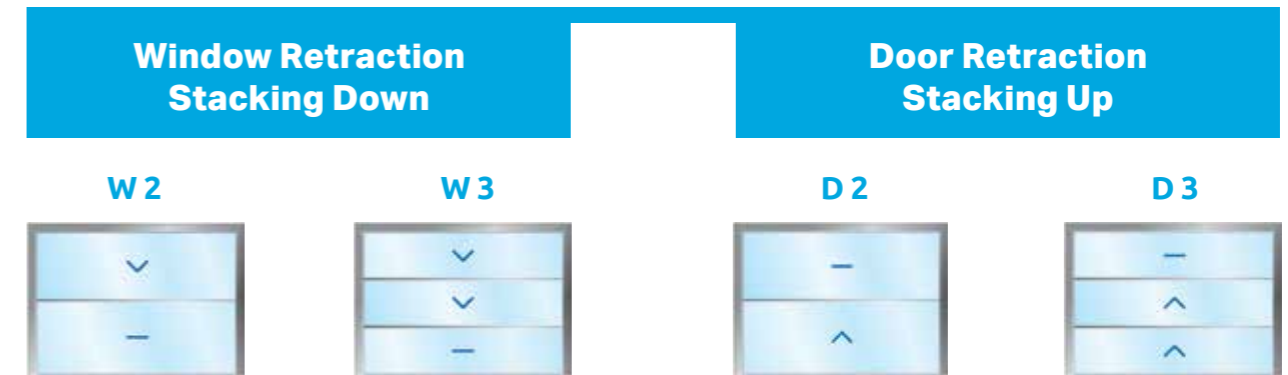 Window Retraction
Stacking Down
Door Retraction
Stacking Up
W 2
W 3
D 2
D 3